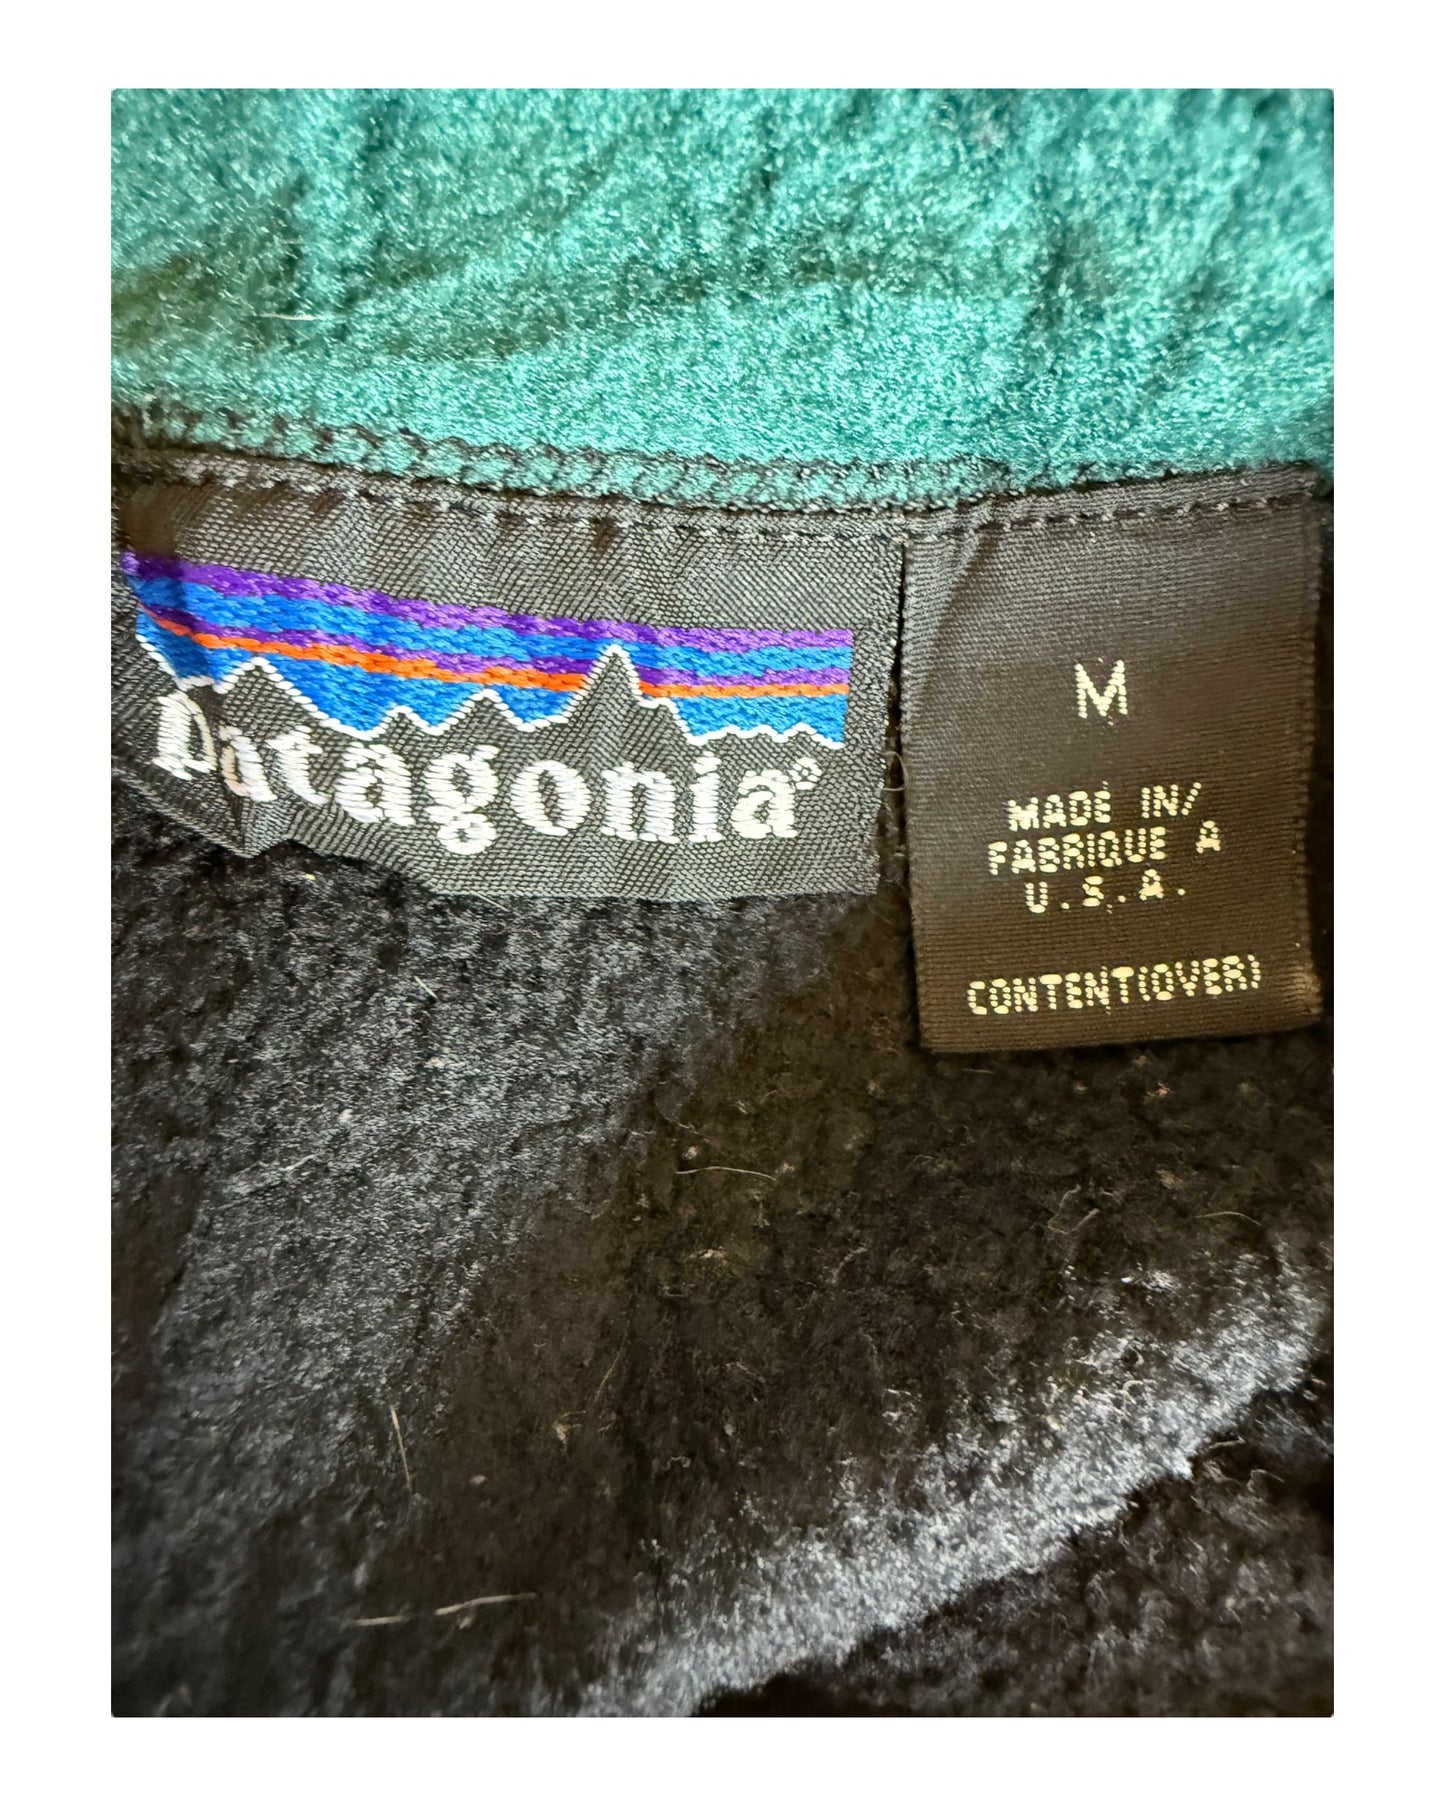 Patagonia®
M
MADE IN/
FABRIQUE A
U.S.A.
CONTENT(OVER)